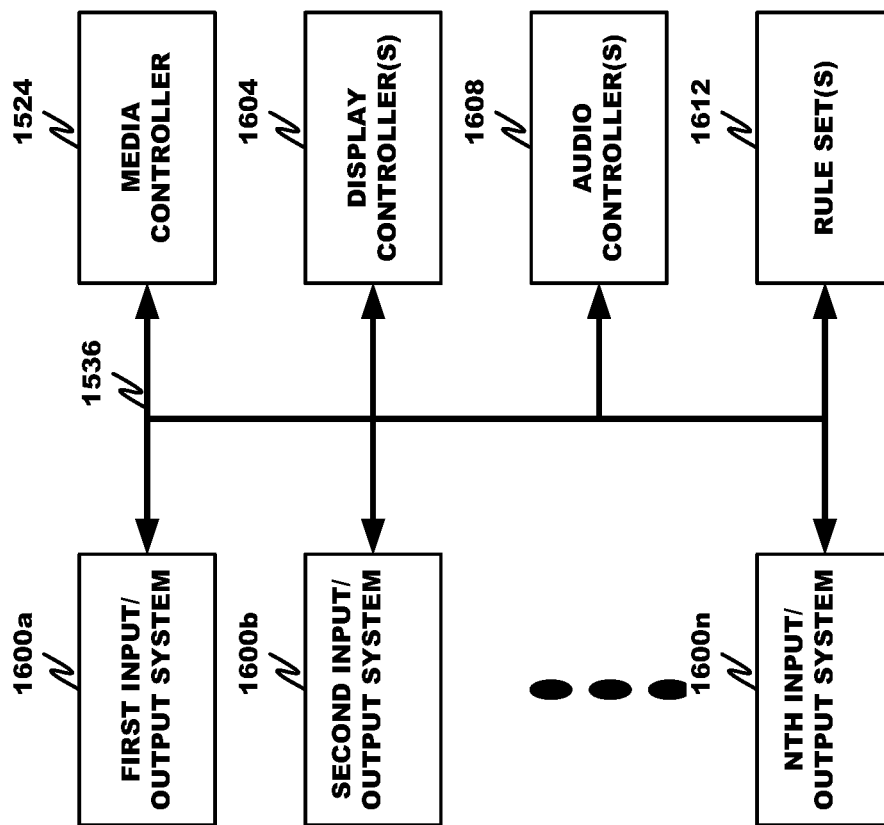 1524
MEDIA
CONTROLLER
1604
DISPLAY
CONTROLLER(S)
1608
AUDIO
CONTROLLER(S)
1612
RULE SET(S)
1536
1600a
FIRST INPUT/
OUTPUT SYSTEM
1600b
SECOND INPUT/
OUTPUT SYSTEM
1600n
NTH INPUT/
OUTPUT SYSTEM